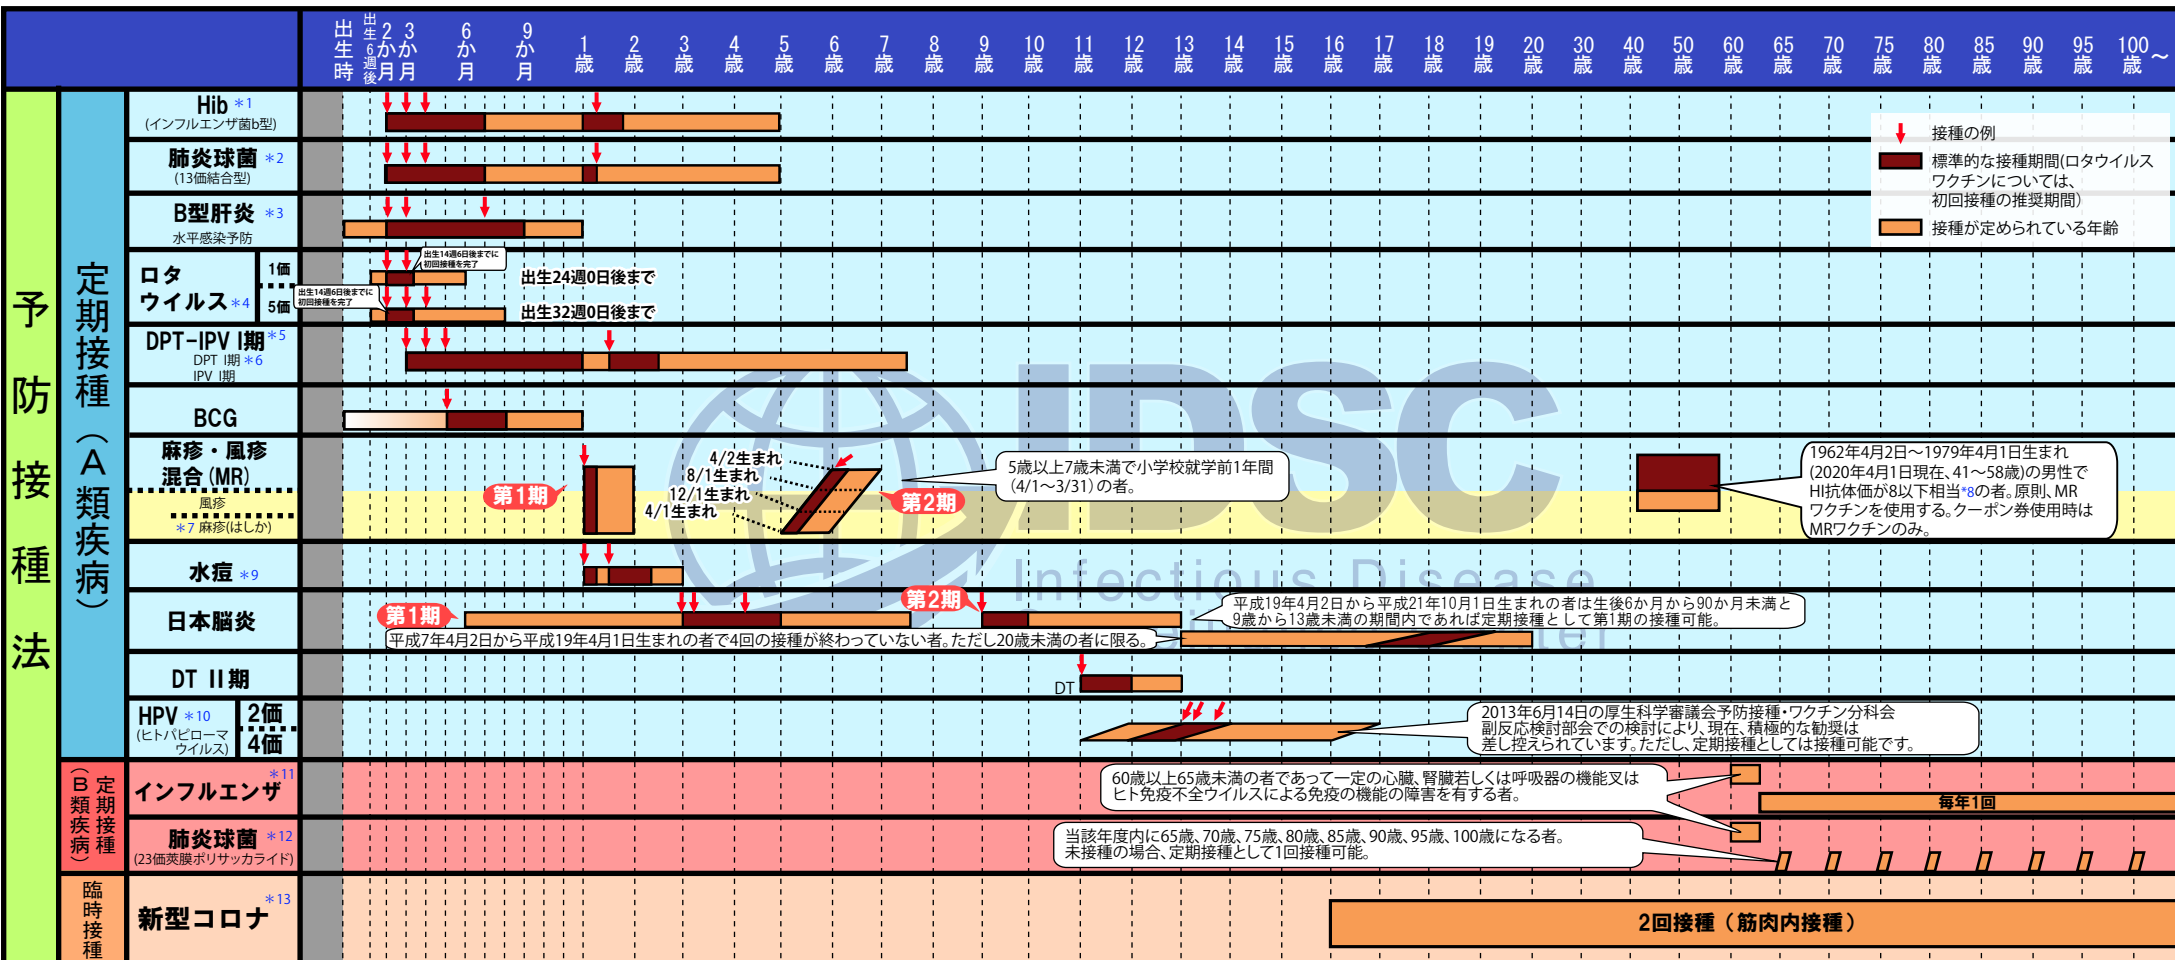 出生時 出生6週後 2か月 3か月 6か月 9か月 1歳 2歳 3歳 4歳 5歳 6歳 7歳 8歳 9歳 10歳 11歳 12歳 13歳 14歳 15歳 16歳 17歳 18歳 19歳 20歳 30歳 40歳 50歳 60歳 65歳 70歳 75歳 80歳 85歳 90歳 95歳 100歳~
予防接種法
定期接種(A類疾病)
Hib *1
(インフルエンザ菌b型)
接種の例
標準的な接種期間(ロタウイルス
ワクチンについては、
初回接種の推奨期間)
接種が定められている年齢
肺炎球菌 *2
(13価結合型)
B型肝炎 *3
水平感染予防
ロタ
ウイルス*4
1価
5価
出生14週6日後までに
初回接種を完了
出生24週0日後まで
出生14週6日後までに
初回接種を完了
出生32週0日後まで
DPT-IPV I期*5
DPT I期*6
IPV I期
BCG
麻疹・風疹
混合(MR)
風疹
*7 麻疹(はしか)
第1期
4/2生まれ
8/1生まれ
12/1生まれ
4/1生まれ
第2期
5歳以上7歳未満で小学校就学前1年間
(4/1~3/31)の者。
1962年4月2日~1979年4月1日生まれ
(2020年4月1日現在、41~58歳)の男性で
HI抗体価が8以下相当*8の者。原則、MR
ワクチンを使用する。クーポン券使用時は
MRワクチンのみ。
IDSC
Infectious Disease
水痘 *9
日本脳炎
第1期
第2期
平成19年4月2日から平成21年10月1日生まれの者は生後6か月から90か月未満と
9歳から13歳未満の期間内であれば定期接種として第1期の接種可能。
平成7年4月2日から平成19年4月1日生まれの者で4回の接種が終わっていない者。ただし20歳未満の者に限る。
DT II期
DT
HPV *10
(ヒトパピローマ
ウイルス)
2価
4価
2013年6月14日の厚生科学審議会予防接種・ワクチン分科会
副反応検討部会での検討により、現在、積極的な勧奨は
差し控えられています。ただし、定期接種としては接種可能です。
定期接種(B類疾病)
インフルエンザ *11
60歳以上65歳未満の者であって一定の心臓、腎臓若しくは呼吸器の機能又は
ヒト免疫不全ウイルスによる免疫の機能の障害を有する者。
毎年1回
肺炎球菌 *12
(23価莢膜ポリサッカライド)
当該年度内に65歳、70歳、75歳、80歳、85歳、90歳、95歳、100歳になる者。
未接種の場合、定期接種として1回接種可能。
臨時接種
新型コロナ *13
2回接種(筋肉内接種)